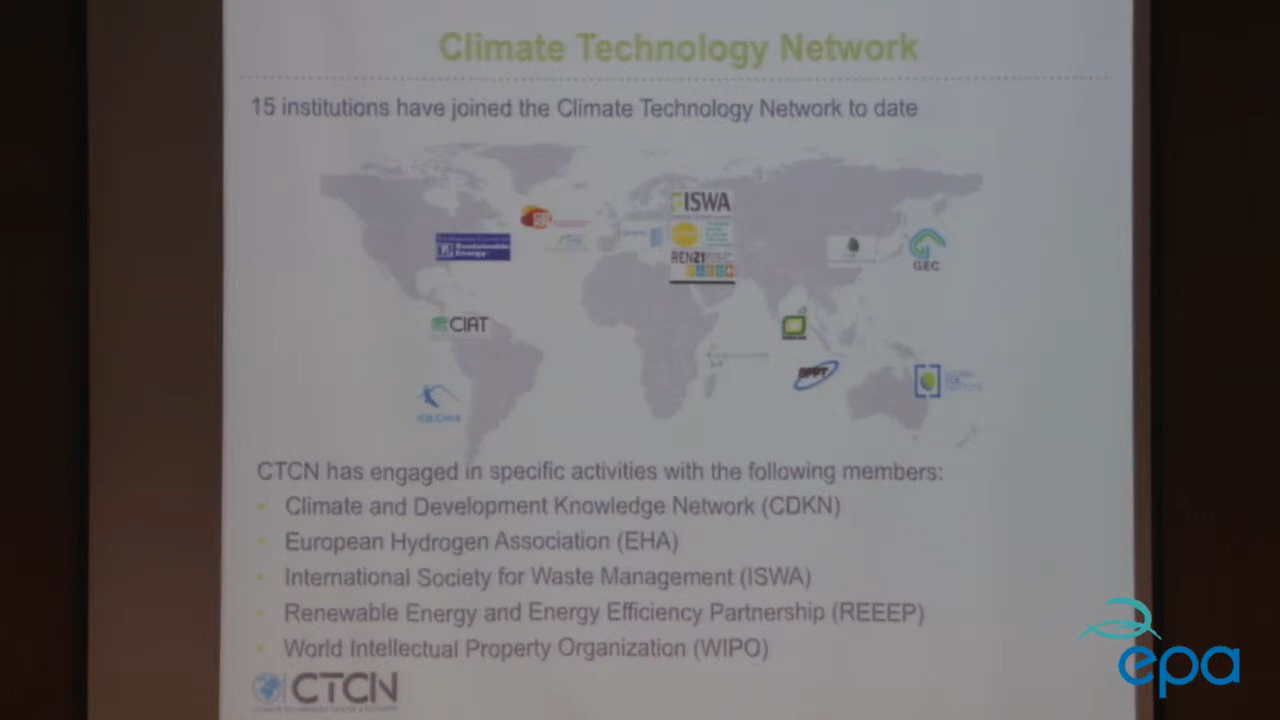 Climate Technology Network
15 institutions have joined the Climate Technology Network to date
ISWA
Sustainable
Energy
REN21
GEC
CIAT
CTCN has engaged in specific activities with the following members:
• Climate and Development Knowledge Network (CDKN)
• European Hydrogen Association (EHA)
• International Society for Waste Management (ISWA)
• Renewable Energy and Energy Efficiency Partnership (REEEP)
• World Intellectual Property Organization (WIPO)
CTCN
epa